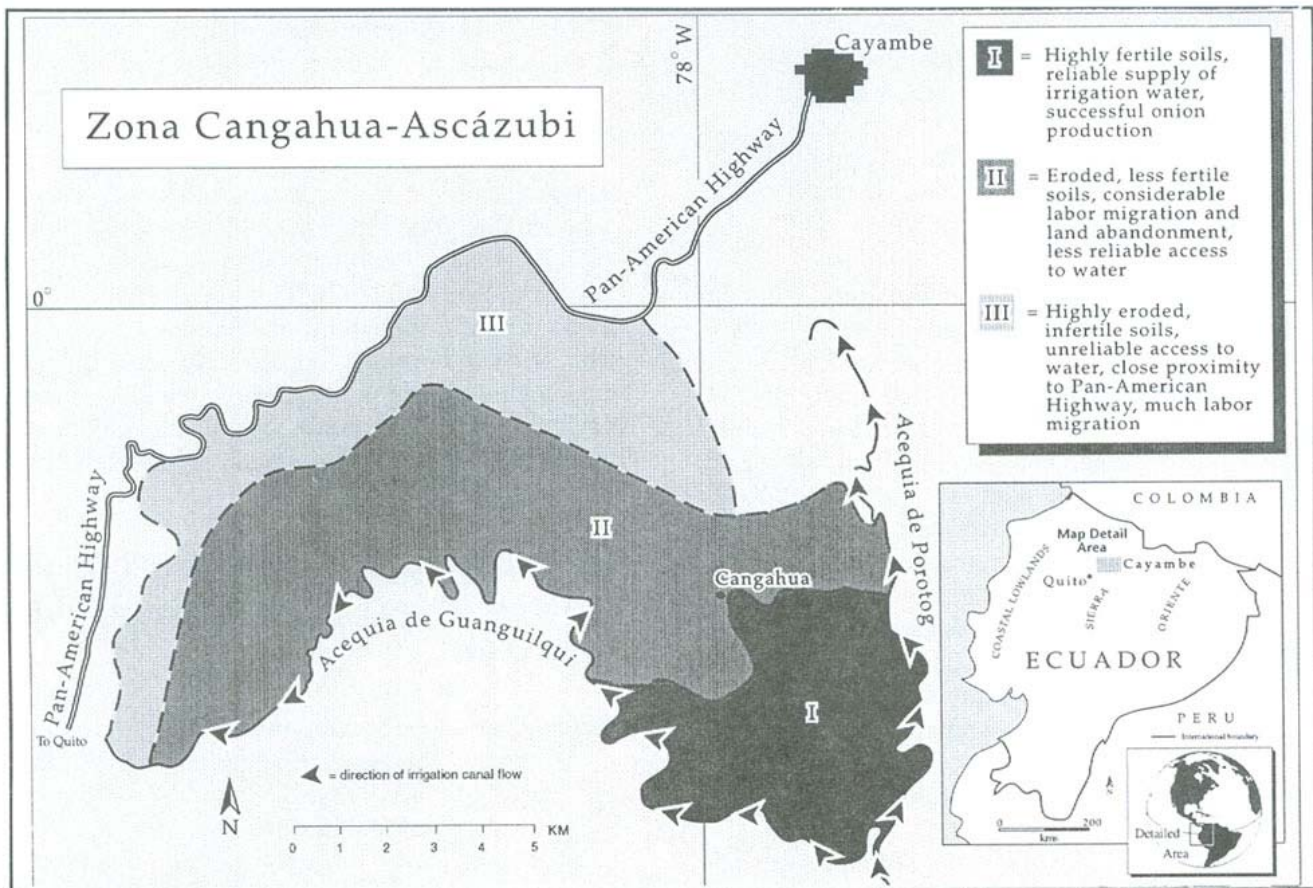 Zona Cangahua-Ascázubi
78° W
Cayambe
Pan-American Highway
0°
III
II
I
Cangahua
Acequia de Porotog
Acequia de Guanguilquí
Pan-American Highway
To Quito
N
= direction of irrigation canal flow
0 1 2 3 4 5 KM
I = Highly fertile soils,
reliable supply of
irrigation water,
successful onion
production
II = Eroded, less fertile
soils, considerable
labor migration and
land abandonment,
less reliable access
to water
III = Highly eroded,
infertile soils,
unreliable access to
water, close proximity
to Pan-American
Highway, much labor
migration
COLOMBIA
Map Detail
Area
Cayambe
Quito
COASTAL LOWLANDS
SIERRA
ORIENTE
ECUADOR
PERU
International boundary
0 200
km.
Detailed
Area